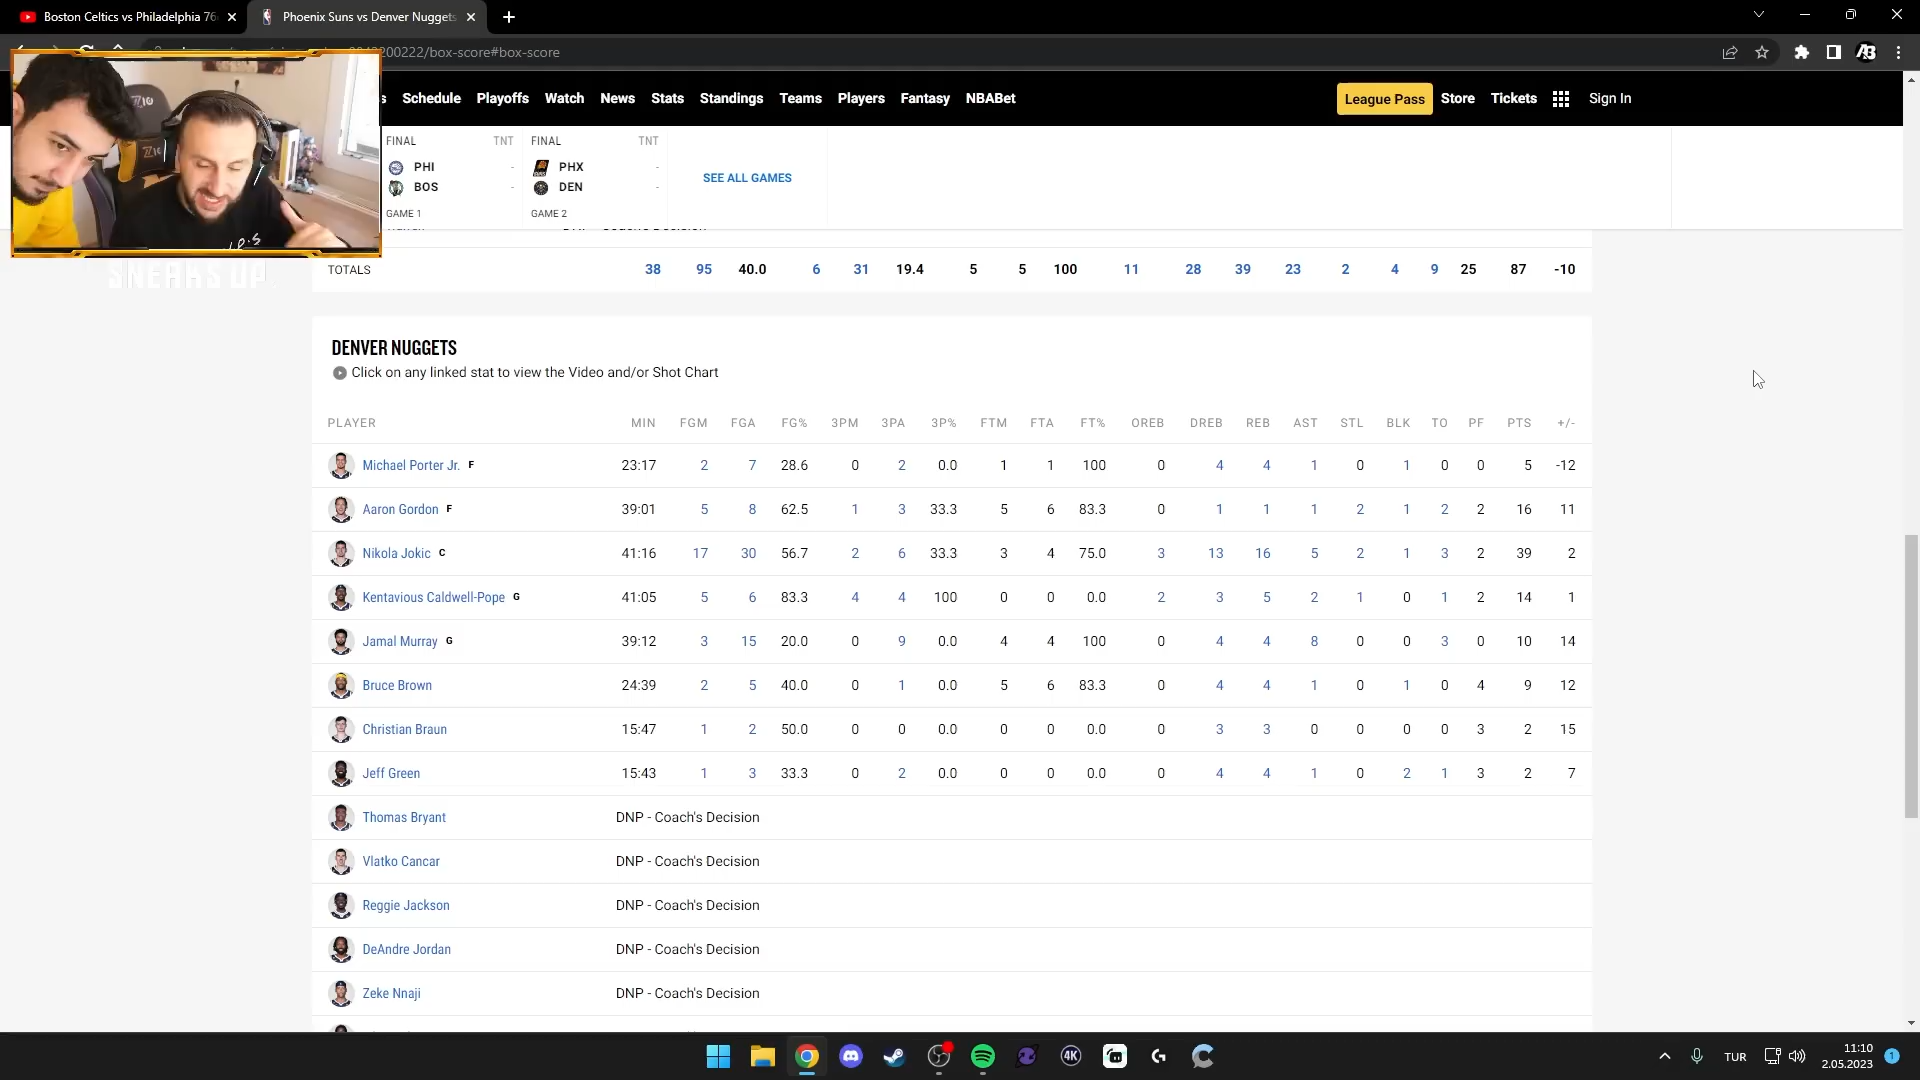 Boston Celtics vs Philadelphia 76
Phoenix Suns vs Denver Nuggets
200222/box-score#box-score
Schedule Playoffs Watch News Stats Standings Teams Players Fantasy NBABet League Pass Store Tickets Sign In
FINAL TNT FINAL TNT
PHI - PHX -
BOS - DEN -
SEE ALL GAMES
GAME 1 GAME 2
SNEAKS UP
TOTALS 38 95 40.0 6 31 19.4 5 5 100 11 28 39 23 2 4 9 25 87 -10
DENVER NUGGETS
Click on any linked stat to view the Video and/or Shot Chart
PLAYER MIN FGM FGA FG% 3PM 3PA 3P% FTM FTA FT% OREB DREB REB AST STL BLK TO PF PTS +/-
Michael Porter Jr. F 23:17 2 7 28.6 0 2 0.0 1 1 100 0 4 4 1 0 1 0 0 5 -12
Aaron Gordon F 39:01 5 8 62.5 1 3 33.3 5 6 83.3 0 1 1 1 2 1 2 2 16 11
Nikola Jokic C 41:16 17 30 56.7 2 6 33.3 3 4 75.0 3 13 16 5 2 1 3 2 39 2
Kentavious Caldwell-Pope G 41:05 5 6 83.3 4 4 100 0 0 0.0 2 3 5 2 1 0 1 2 14 1
Jamal Murray G 39:12 3 15 20.0 0 9 0.0 4 4 100 0 4 4 8 0 0 3 0 10 14
Bruce Brown 24:39 2 5 40.0 0 1 0.0 5 6 83.3 0 4 4 1 0 1 0 4 9 12
Christian Braun 15:47 1 2 50.0 0 0 0.0 0 0 0.0 0 3 3 0 0 0 0 3 2 15
Jeff Green 15:43 1 3 33.3 0 2 0.0 0 0 0.0 0 4 4 1 0 2 1 3 2 7
Thomas Bryant DNP - Coach's Decision
Vlatko Cancar DNP - Coach's Decision
Reggie Jackson DNP - Coach's Decision
DeAndre Jordan DNP - Coach's Decision
Zeke Nnaji DNP - Coach's Decision
4K
TUR
11:10
2.05.2023
1